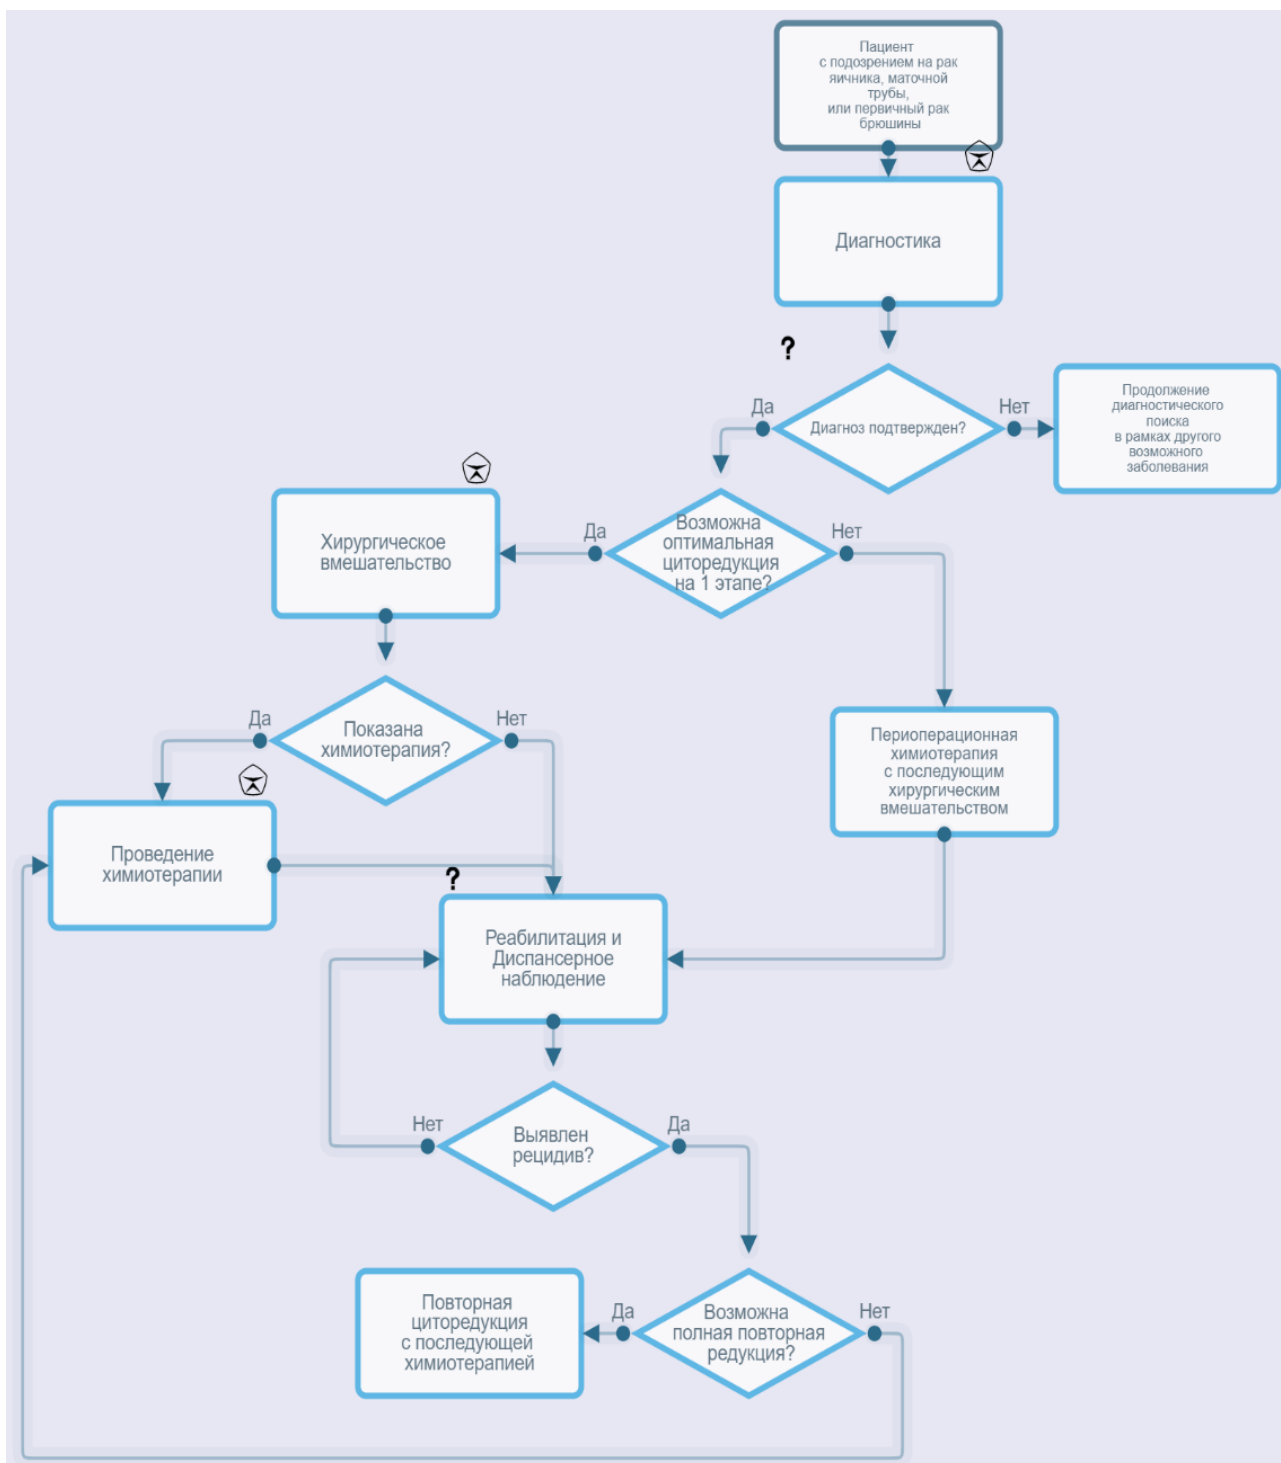 Пациент
с подозрением на рак
яичника, маточной
трубы,
или первичный рак
брюшины
Диагностика
?
Да
Диагноз подтвержден?
Нет
Продолжение
диагностического
поиска
в рамках другого
возможного
заболевания
Хирургическое
вмешательство
Да
Возможна
оптимальная
циторедукция
на 1 этапе?
Нет
Да
Показана
химиотерапия?
Нет
Периоперационная
химиотерапия
с последующим
хирургическим
вмешательством
Проведение
химиотерапии
?
Реабилитация и
Диспансерное
наблюдение
Нет
Выявлен
рецидив?
Да
Повторная
циторедукция
с последующей
химиотерапией
Да
Возможна
полная повторная
редукция?
Нет